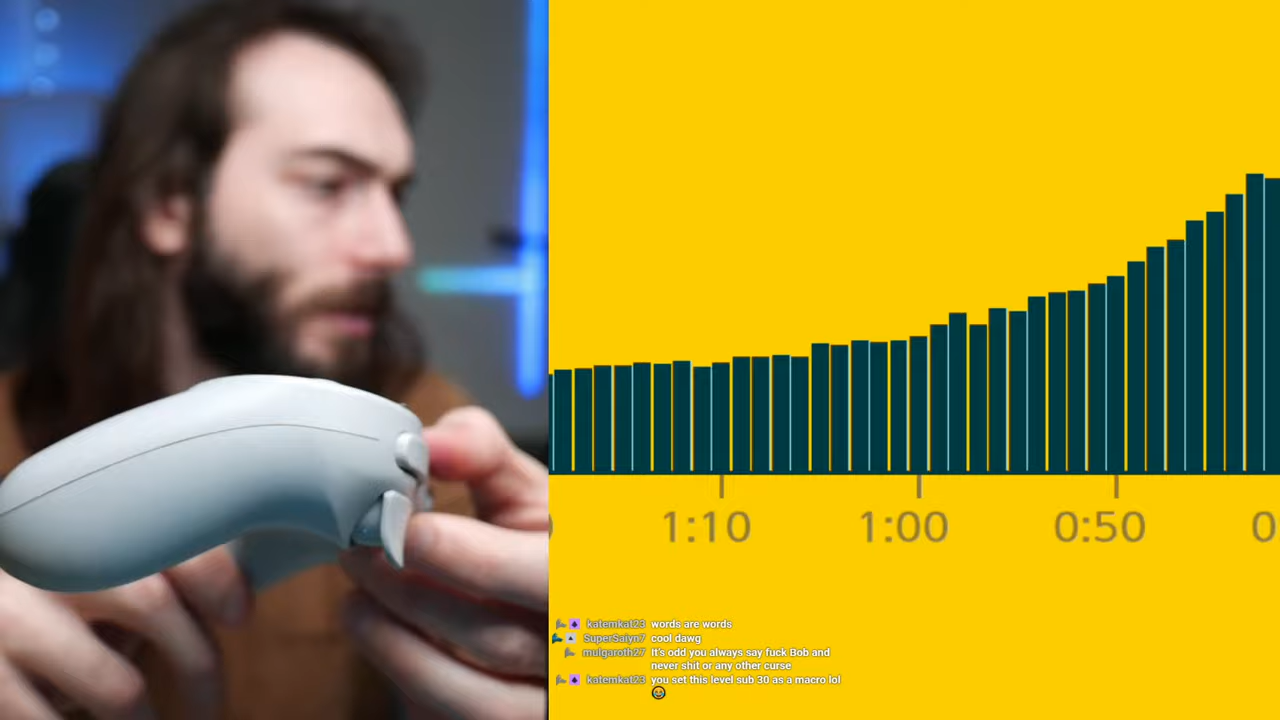 1:10 1:00 0:50 0
katemkat23 words are words
SuperSaiyn7 cool dawg
mulgaroth27 It's odd you always say fuck Bob and
never shit or any other curse
katemkat23 you set this level sub 30 as a macro lol